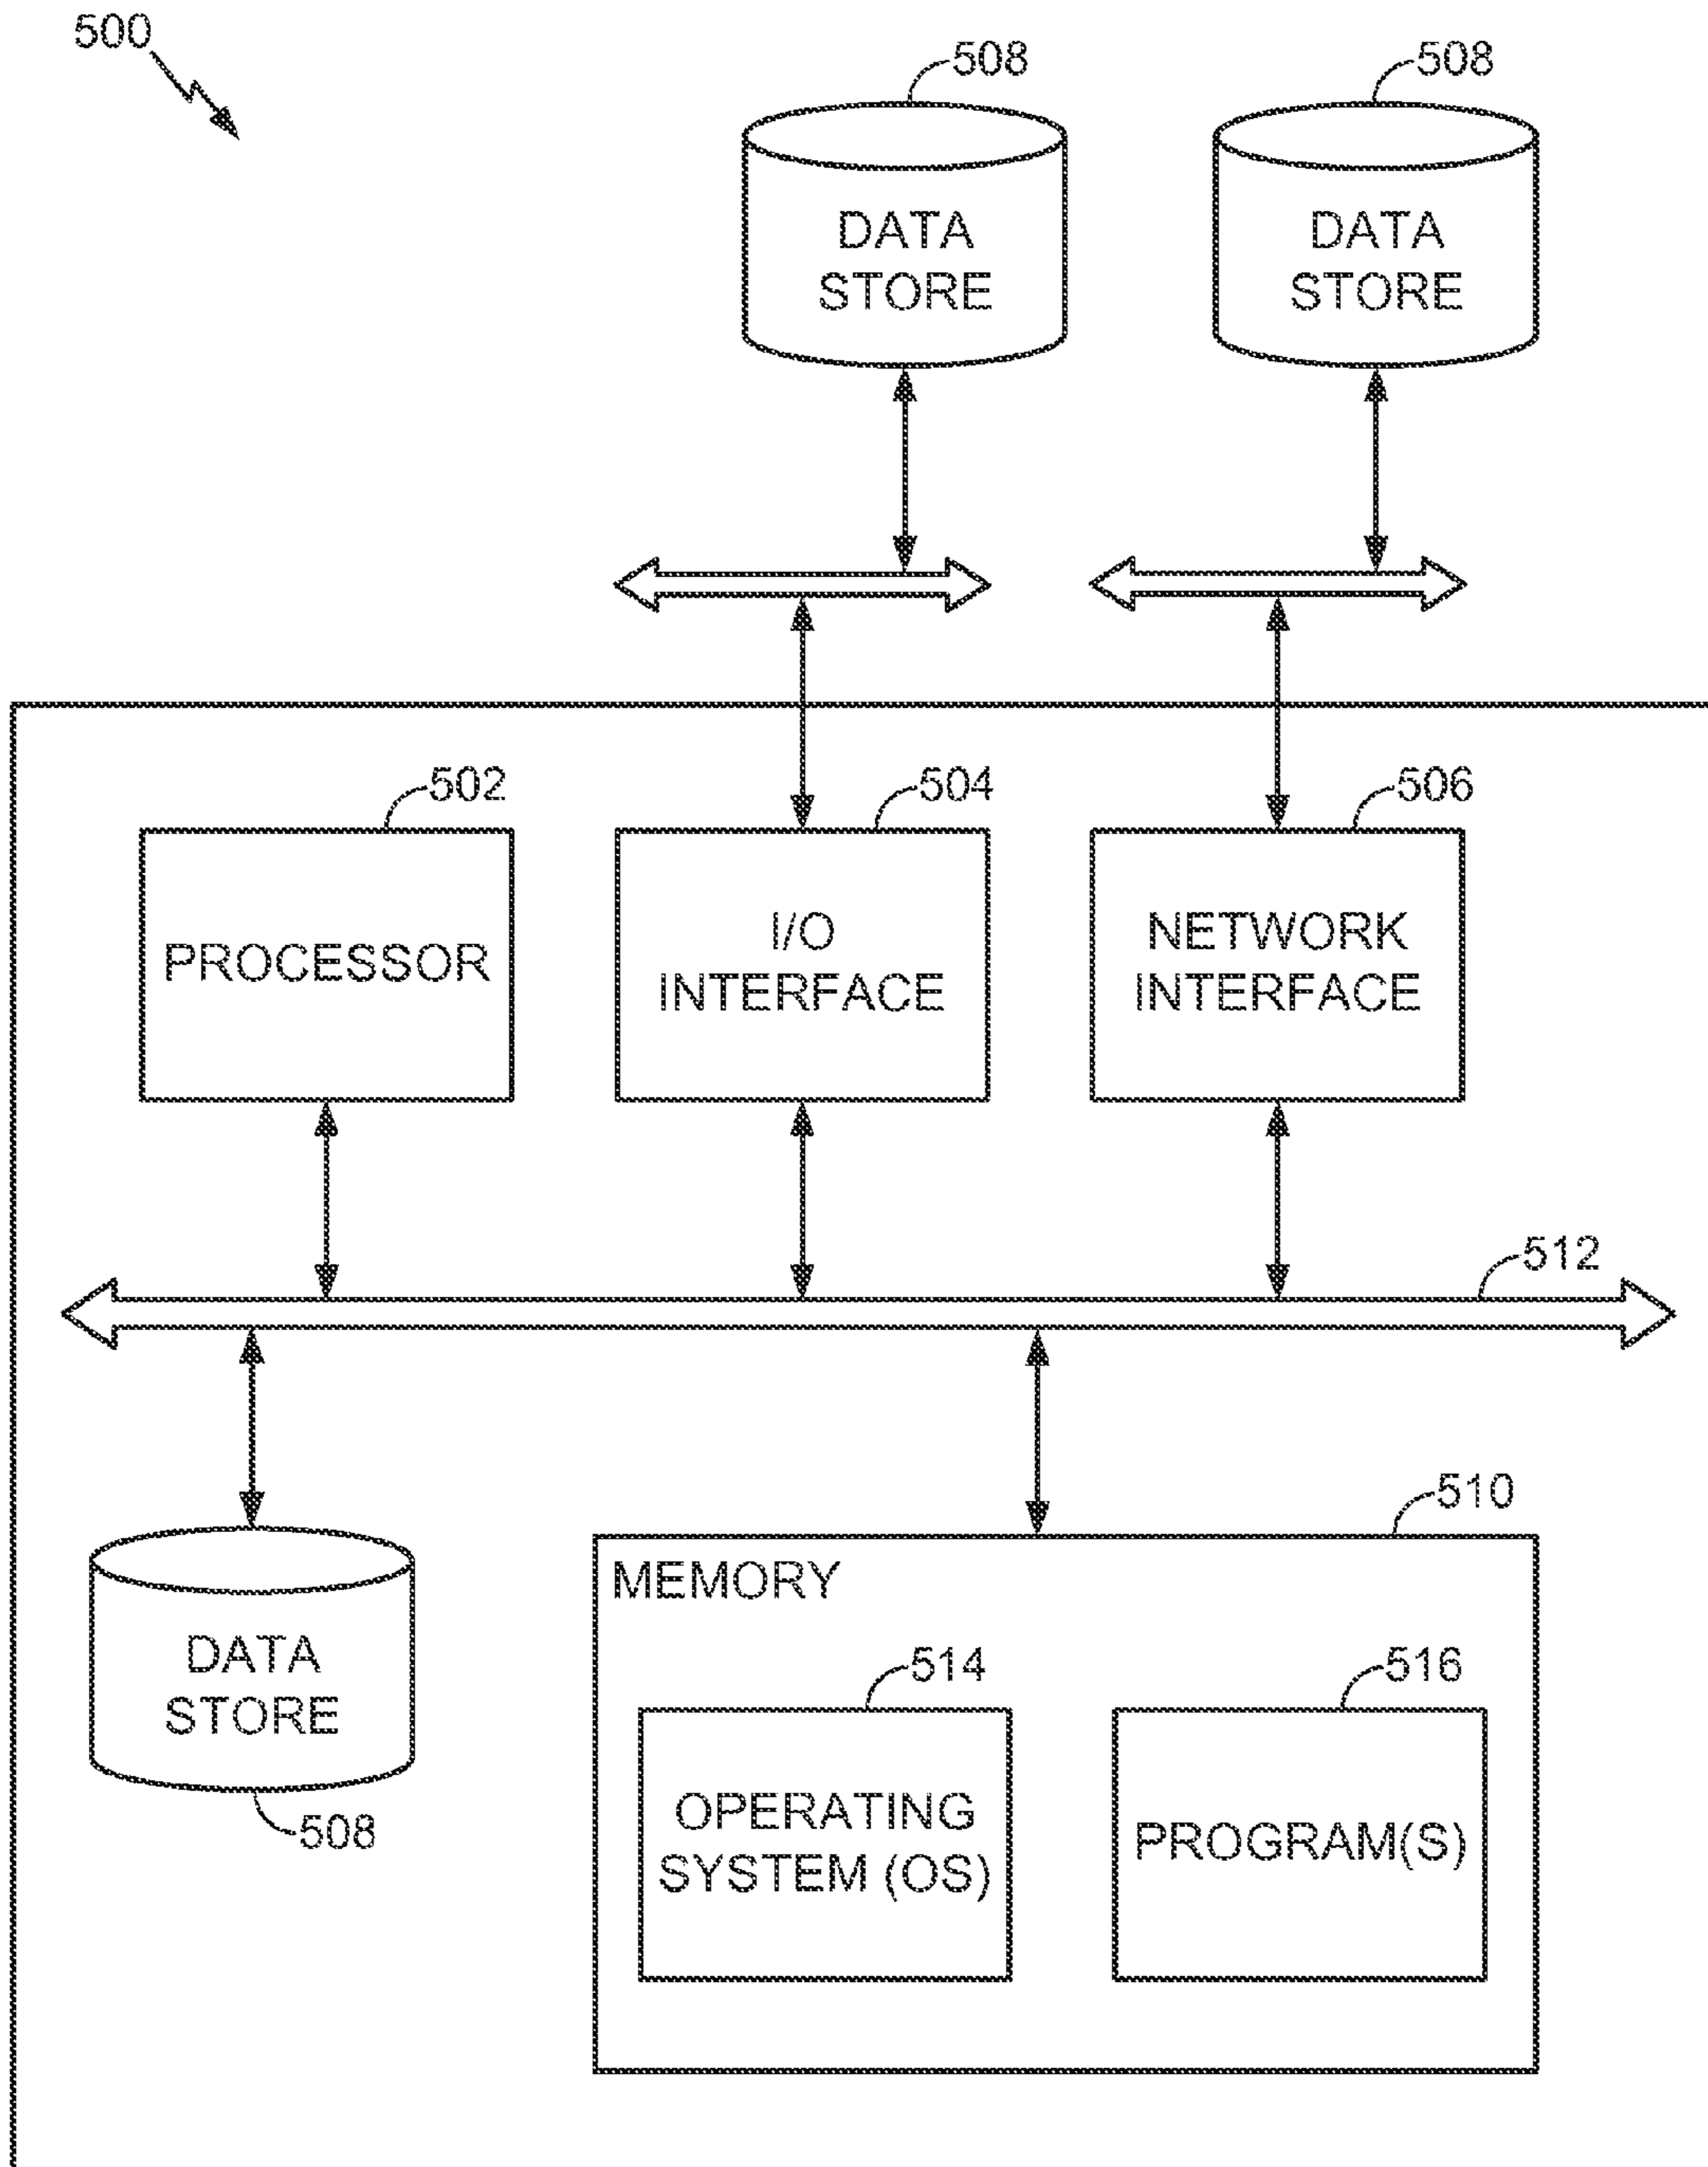 500
508
508
DATA
STORE
DATA
STORE
502
504
506
PROCESSOR
I/O
INTERFACE
NETWORK
INTERFACE
512
510
MEMORY
DATA
STORE
508
514
516
OPERATING
SYSTEM (OS)
PROGRAM(S)